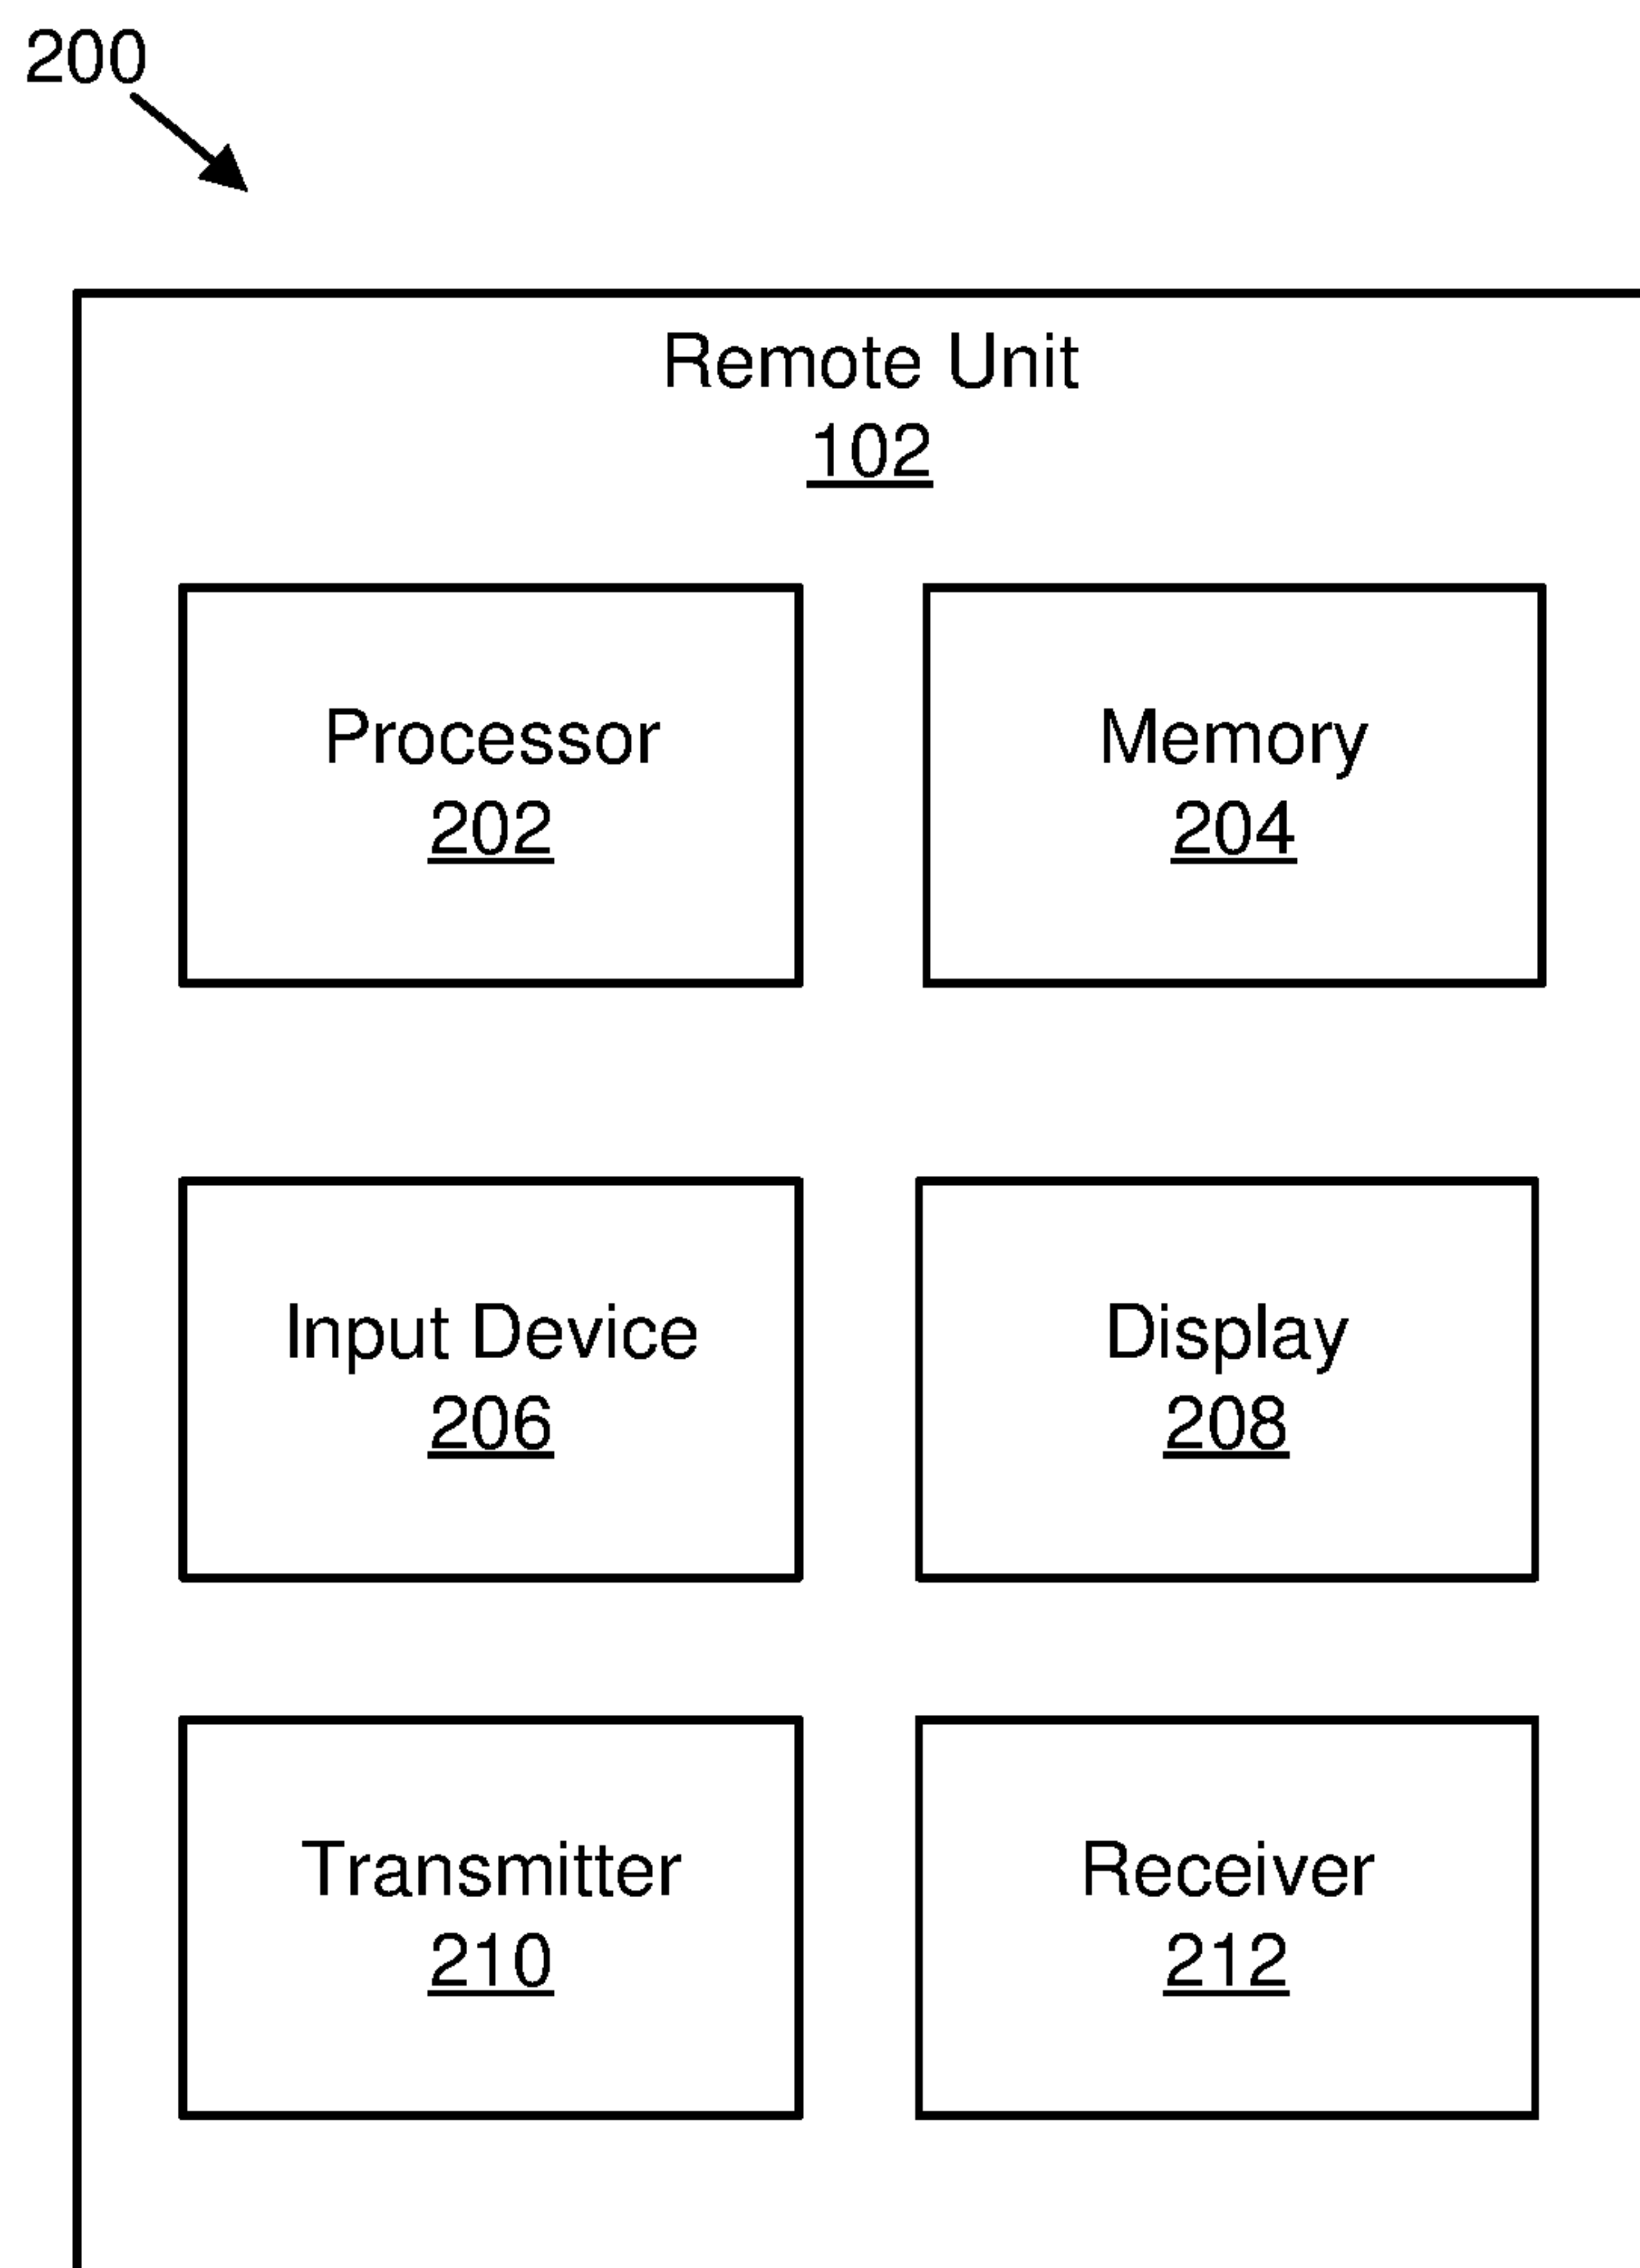 200
Remote Unit
102
Processor
202
Memory
204
Input Device
206
Display
208
Transmitter
210
Receiver
212